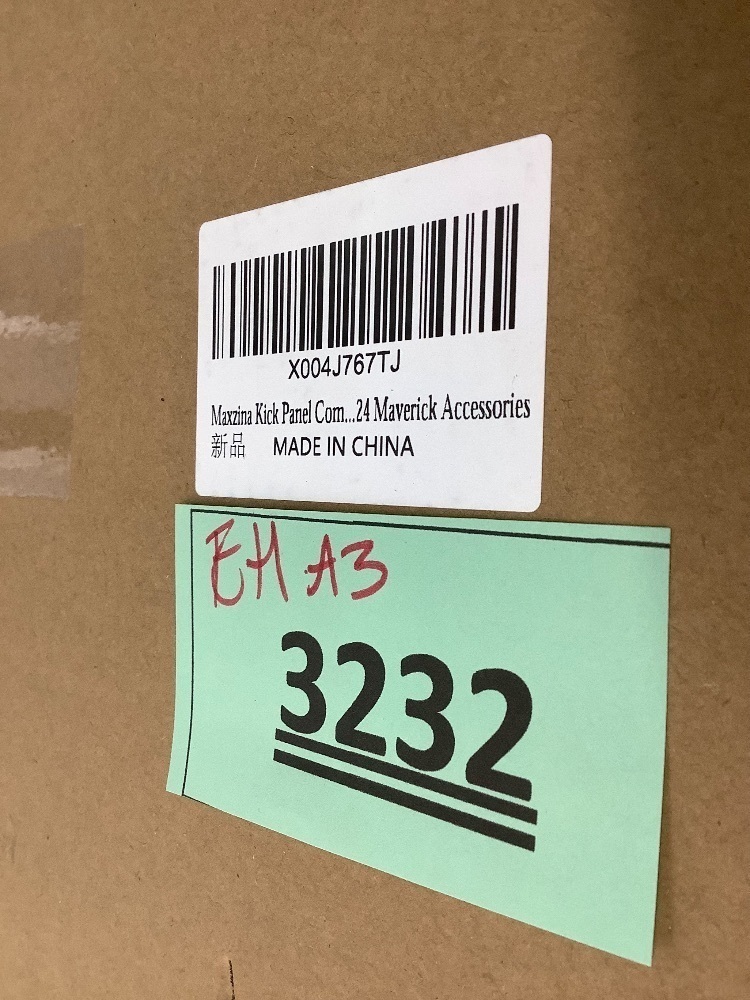 X004J767TJ
Maxzina Kick Panel Com...24 Maverick Accessories
新品 MADE IN CHINA
EH A3
3232